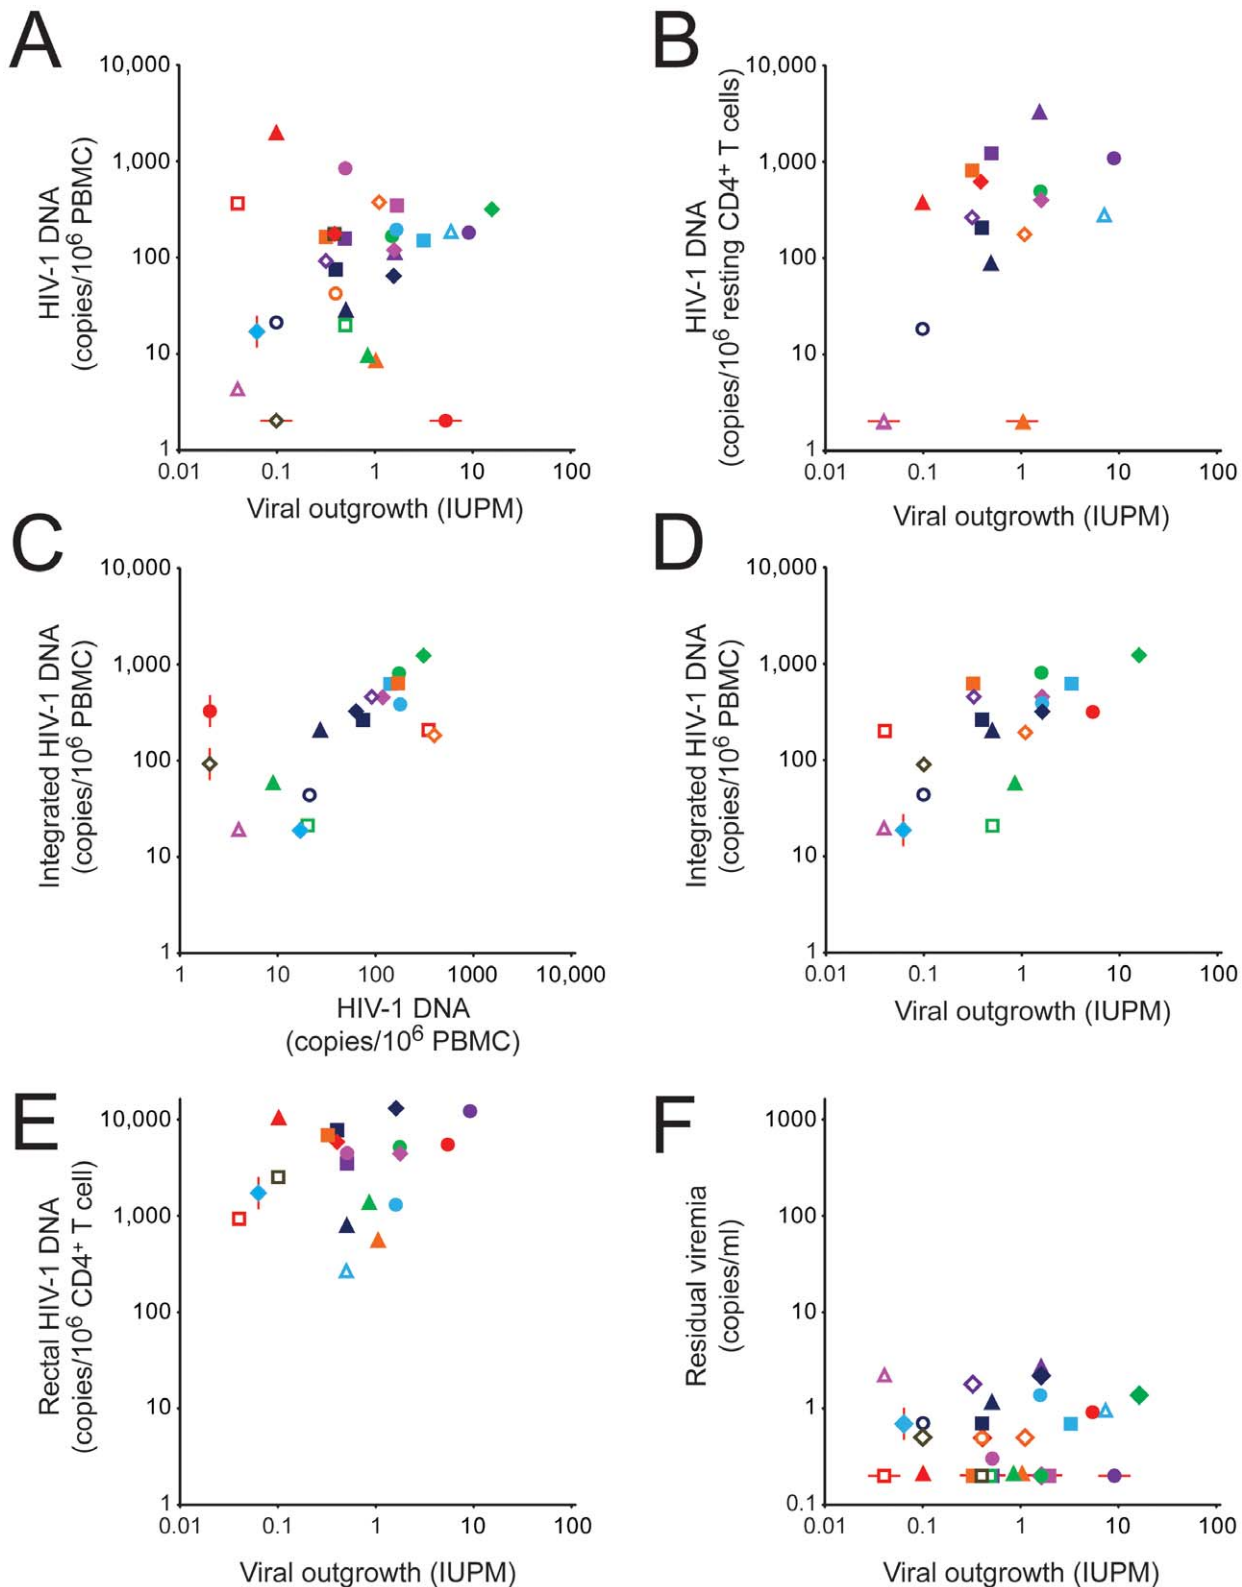 A
HIV-1 DNA
(copies/10⁶ PBMC)
10,000
1,000
100
10
1
0.01 0.1 1 10 100
Viral outgrowth (IUPM)
B
HIV-1 DNA
(copies/10⁶ resting CD4⁺ T cells)
10,000
1,000
100
10
1
0.01 0.1 1 10 100
Viral outgrowth (IUPM)
C
Integrated HIV-1 DNA
(copies/10⁶ PBMC)
10,000
1,000
100
10
1
1 10 100 1000 10,000
HIV-1 DNA
(copies/10⁶ PBMC)
D
Integrated HIV-1 DNA
(copies/10⁶ PBMC)
10,000
1,000
100
10
1
0.01 0.1 1 10 100
Viral outgrowth (IUPM)
E
Rectal HIV-1 DNA
(copies/10⁶ CD4⁺ T cell)
10,000
1,000
100
10
1
0.01 0.1 1 10 100
Viral outgrowth (IUPM)
F
Residual viremia
(copies/ml)
1000
100
10
1
0.1
0.01 0.1 1 10 100
Viral outgrowth (IUPM)